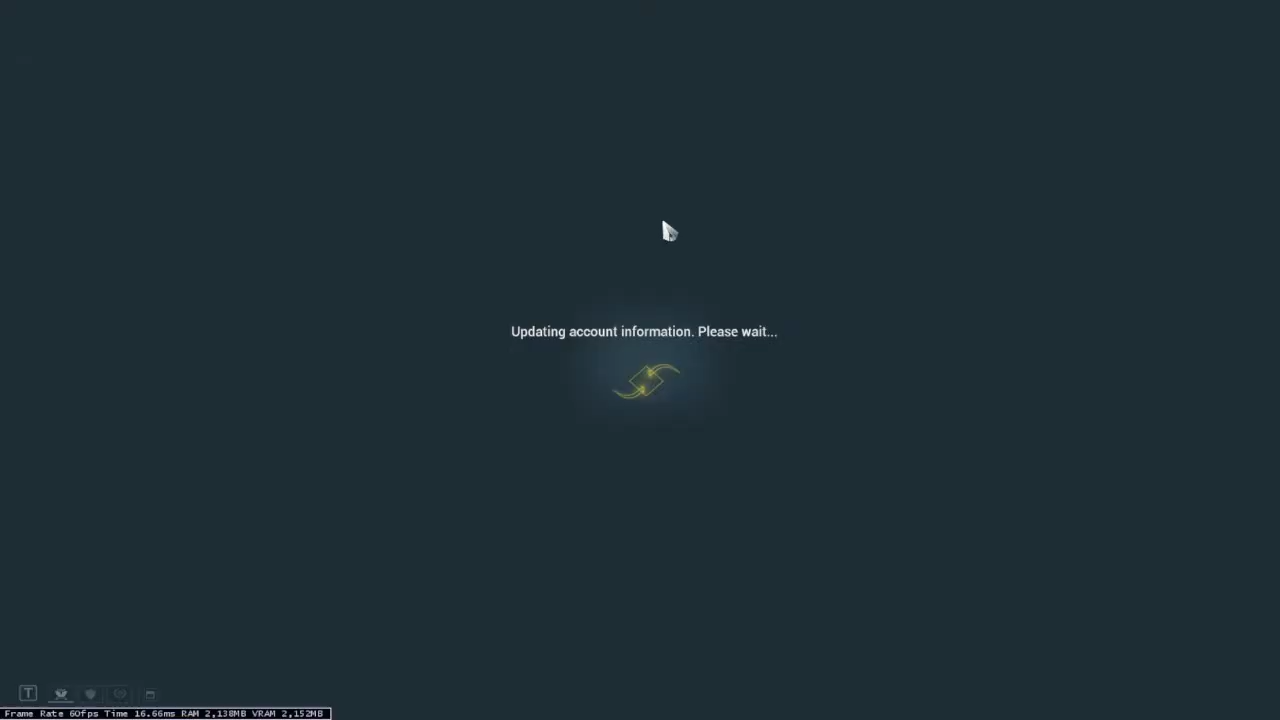 Updating account information. Please wait...
T
Frame Rate 60fps Time 16.66ms RAM 2,138MB VRAM 2,152MB